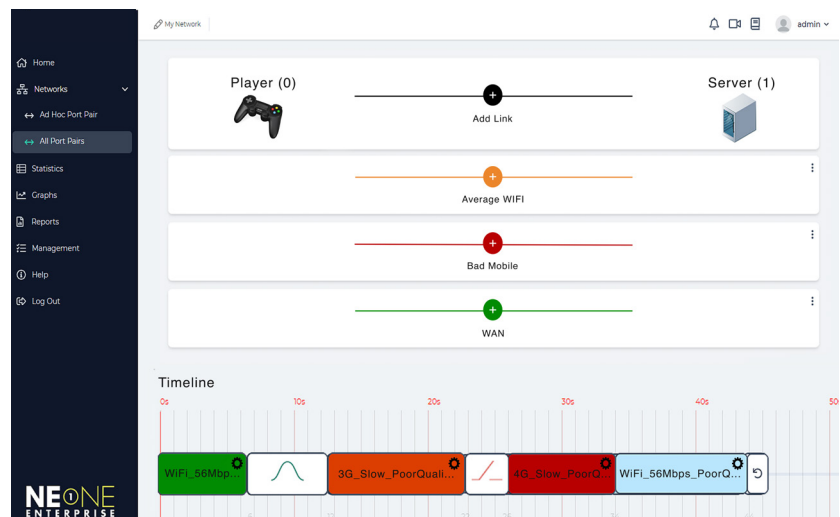 My Network
admin
Home
Networks
Ad Hoc Port Pair
All Port Pairs
Statistics
Graphs
Reports
Management
Help
Log Out
Player (0)
Server (1)
Add Link
Average WIFI
Bad Mobile
WAN
Timeline
0s 10s 20s 30s 40s 50s
WiFi_56Mbp... 3G_Slow_PoorQuali... 4G_Slow_PoorQ... WiFi_56Mbps_PoorQ...
NEONE
ENTERPRISE